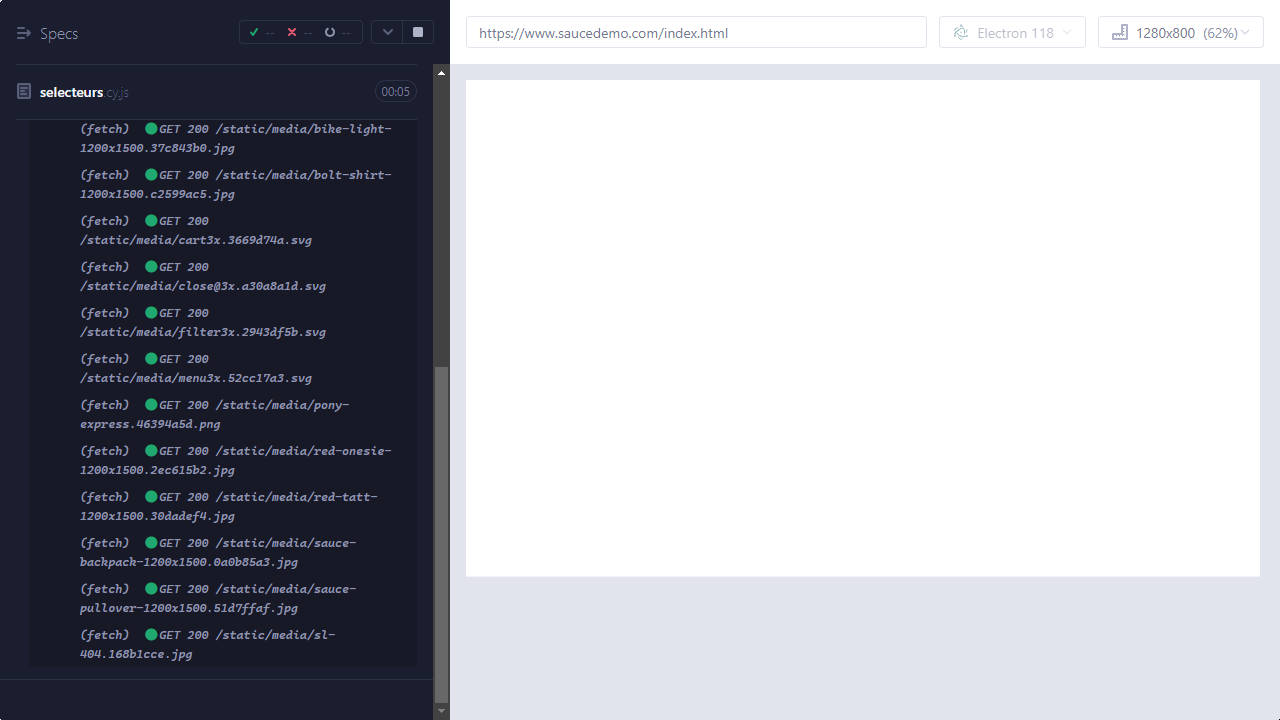 Specs
--
--
--
https://www.saucedemo.com/index.html
Electron 118
1280x800 (62%)
selecteurs.cy.js
00:05
(fetch) GET 200 /static/media/bike-light-
1200x1500.37c843b0.jpg
(fetch) GET 200 /static/media/bolt-shirt-
1200x1500.c2599ac5.jpg
(fetch) GET 200
/static/media/cart3x.3669d74a.svg
(fetch) GET 200
/static/media/close@3x.a30a8a1d.svg
(fetch) GET 200
/static/media/filter3x.2943df5b.svg
(fetch) GET 200
/static/media/menu3x.52cc17a3.svg
(fetch) GET 200 /static/media/pony-
express.46394a5d.png
(fetch) GET 200 /static/media/red-onesie-
1200x1500.2ec615b2.jpg
(fetch) GET 200 /static/media/red-tatt-
1200x1500.30dadef4.jpg
(fetch) GET 200 /static/media/sauce-
backpack-1200x1500.0a0b85a3.jpg
(fetch) GET 200 /static/media/sauce-
pullover-1200x1500.51d7ffaf.jpg
(fetch) GET 200 /static/media/sl-
404.168b1cce.jpg